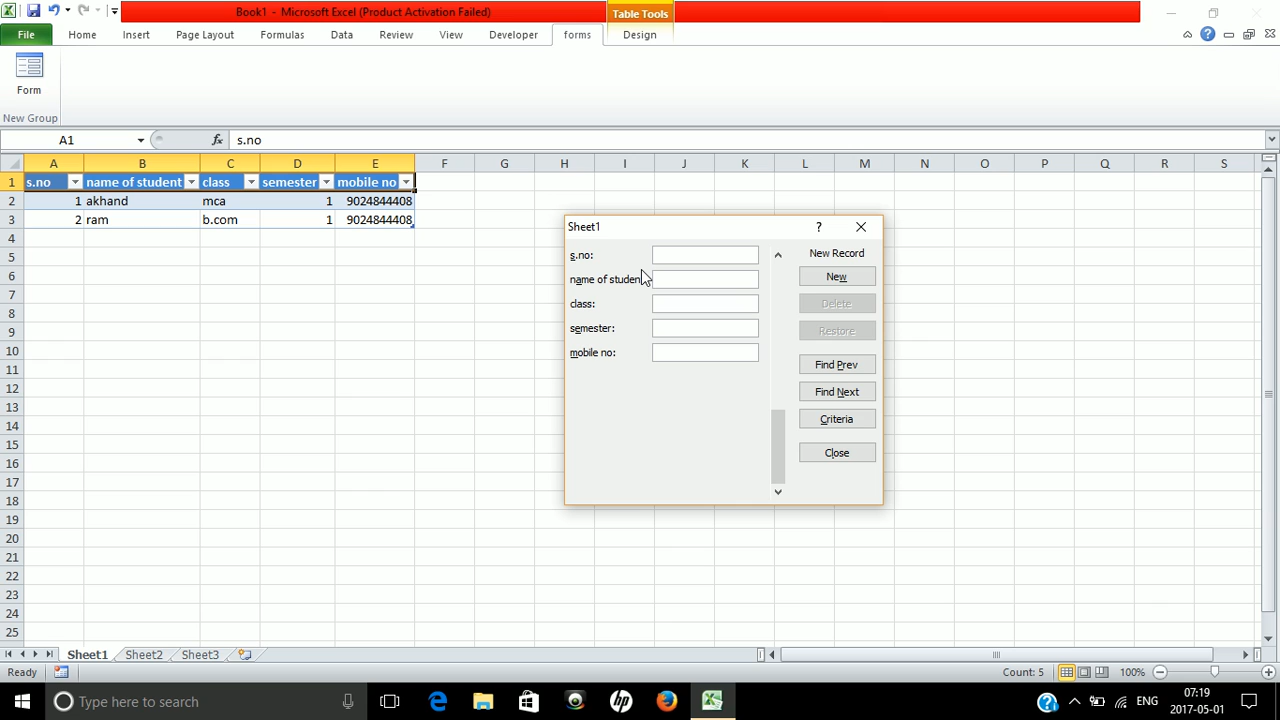 Book1 - Microsoft Excel (Product Activation Failed)
Table Tools
File Home Insert Page Layout Formulas Data Review View Developer forms Design
Form
New Group
A1 fx s.no
A B C D E F G H I J K L M N O P Q R S
1 s.no name of student class semester mobile no
2 1 akhand mca 1 9024844408
3 2 ram b.com 1 9024844408
4
5
6
7
8
9
10
11
12
13
14
15
16
17
18
19
20
21
22
23
24
25
Sheet1 ?
s.no: New Record
name of studen New
class: Delete
semester: Restore
mobile no:
Find Prev
Find Next
Criteria
Close
Sheet1 Sheet2 Sheet3
Ready Count: 5 100%
Type here to search
ENG
07:19
2017-05-01